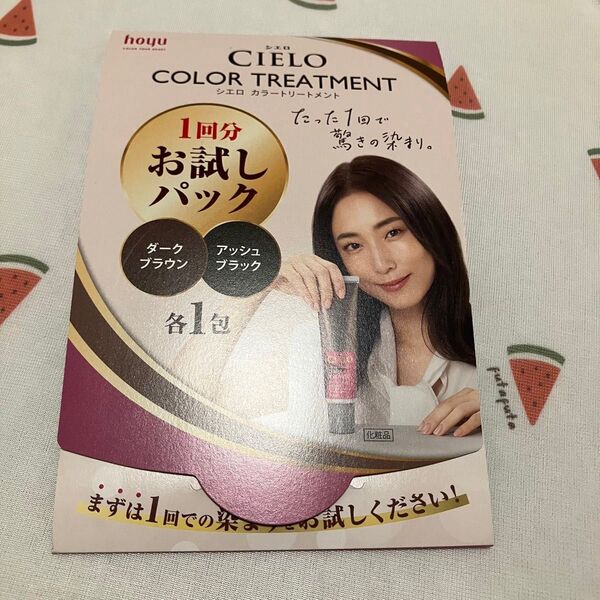 hoyu
COLOR YOUR HEART
シエロ
CIELO
COLOR TREATMENT
シエロ カラートリートメント
たった1回で
驚きの染まり。
1回分
お試し
パック
ダーク
ブラウン
アッシュ
ブラック
各1包
化粧品
まずは1回での染まりをお試しください!
futafuta